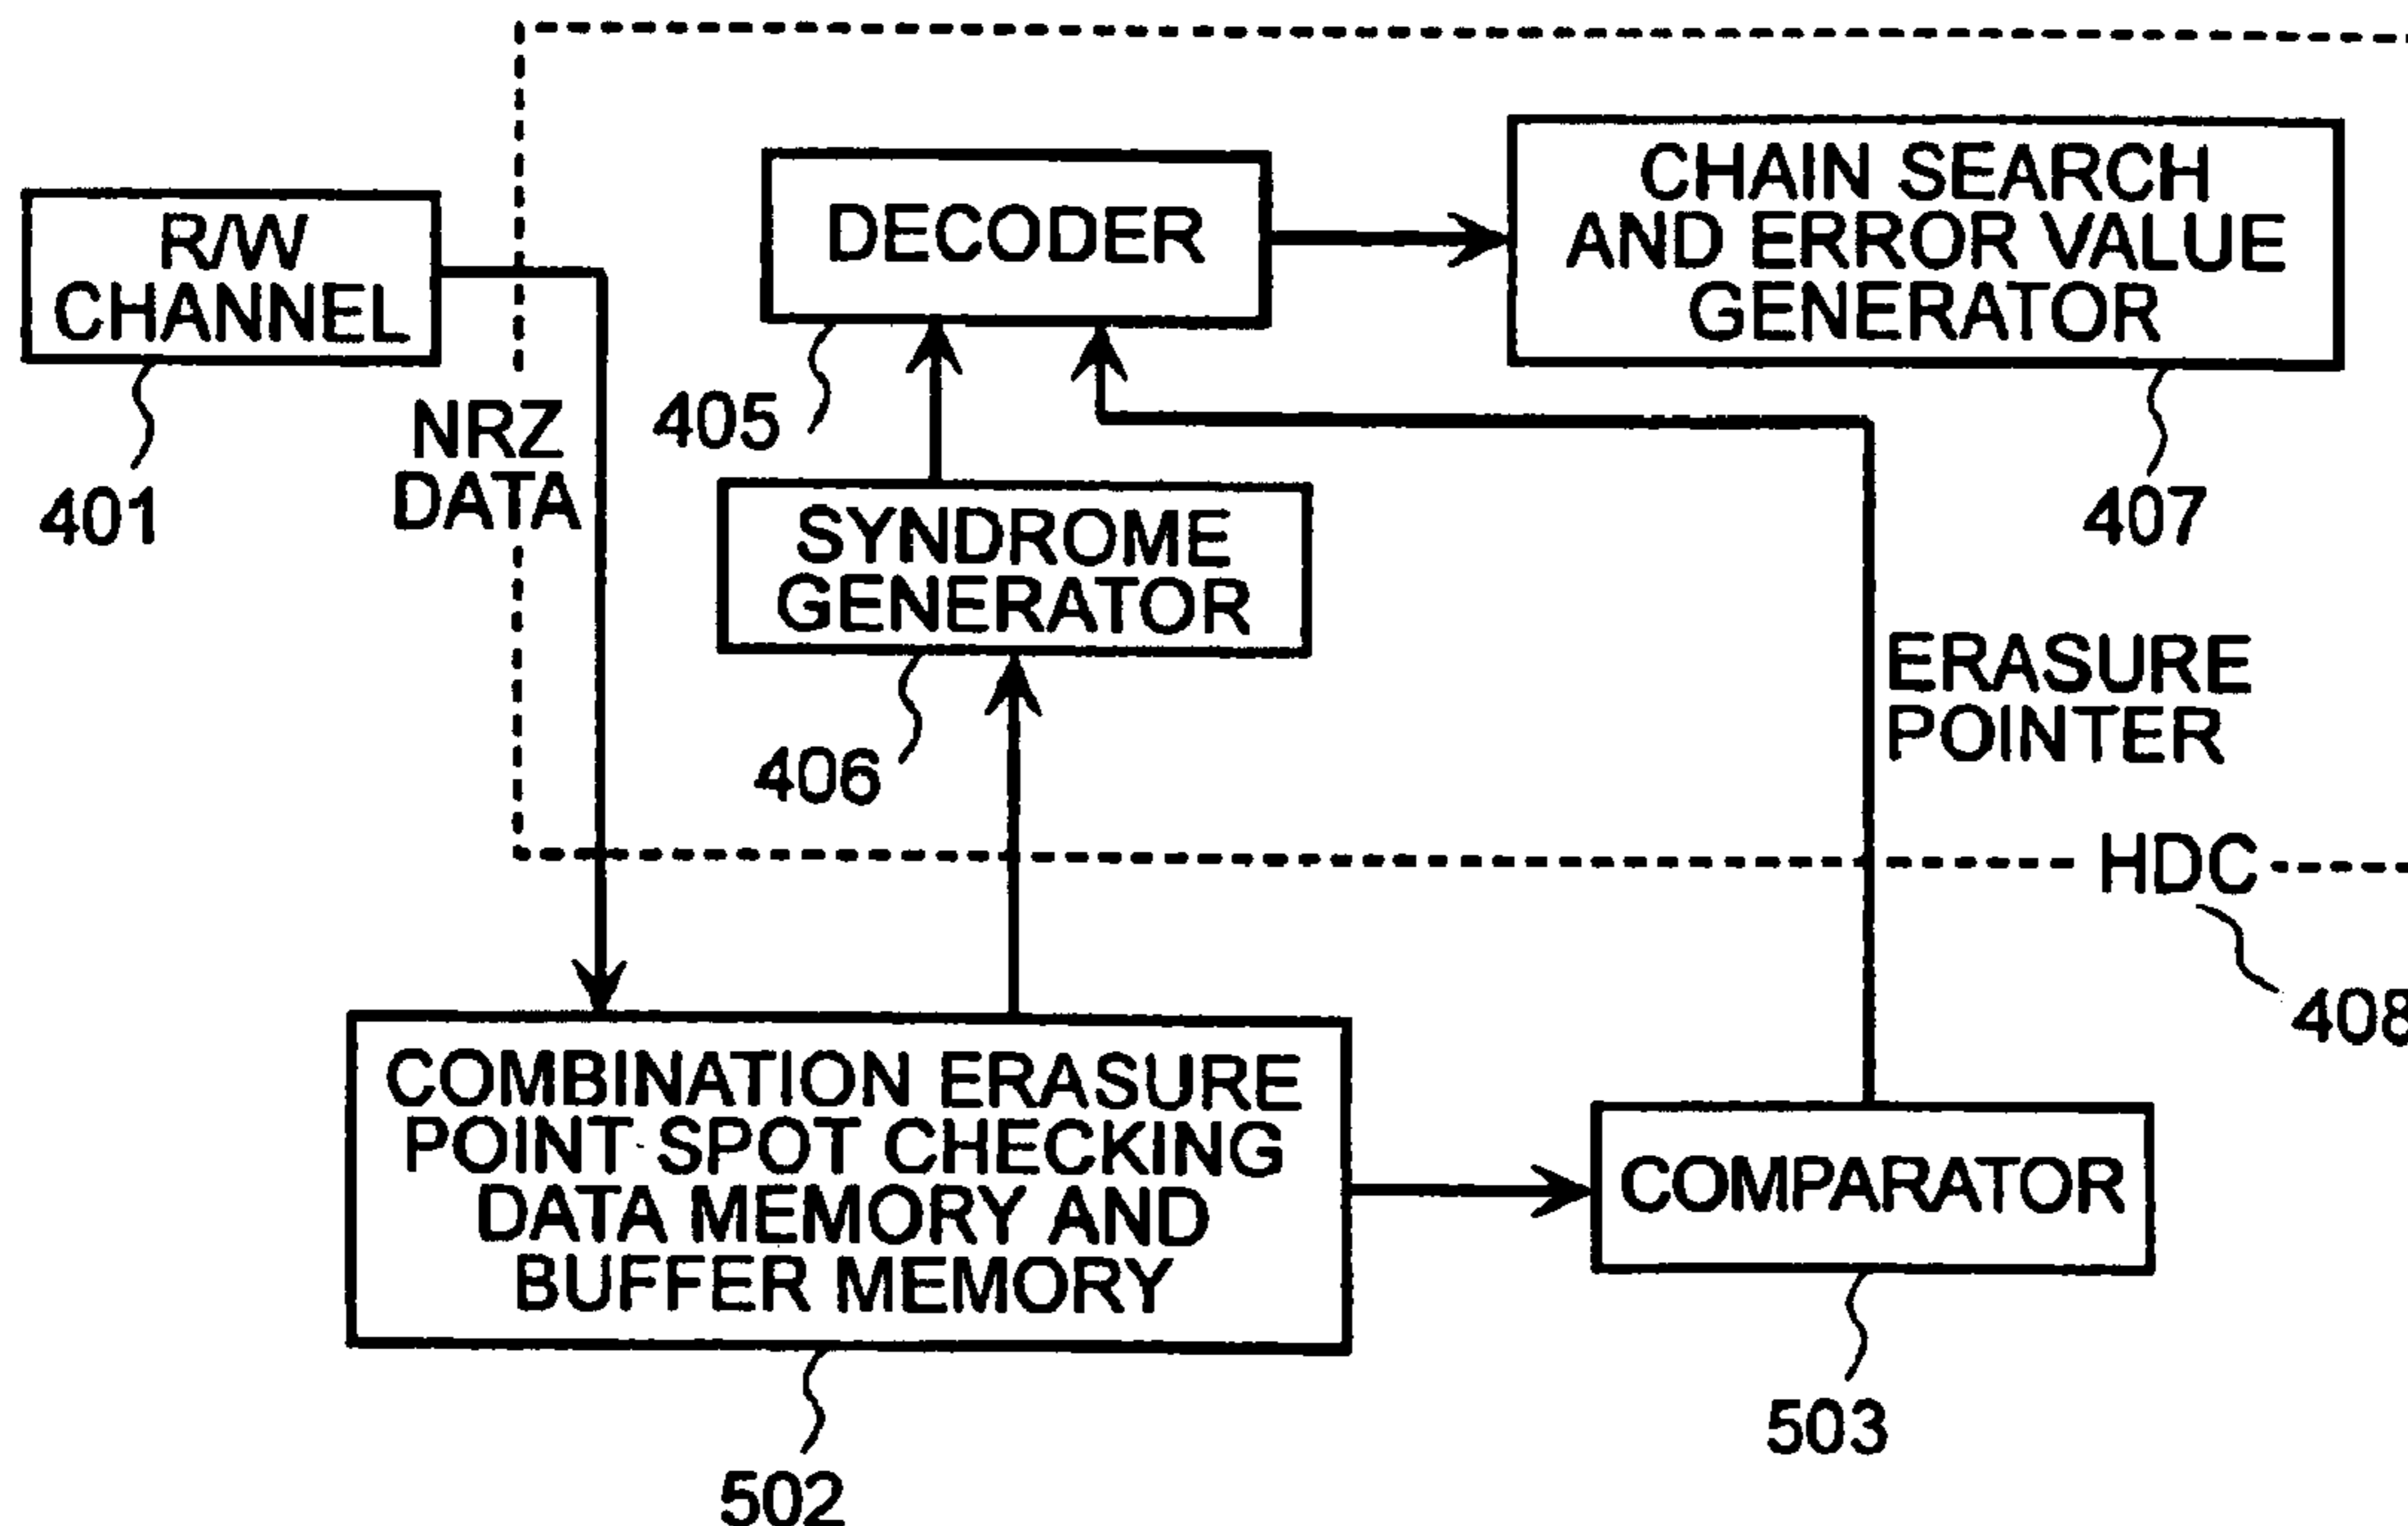 R/W
CHANNEL
401
NRZ
DATA
DECODER
405
CHAIN SEARCH
AND ERROR VALUE
GENERATOR
407
SYNDROME
GENERATOR
406
ERASURE
POINTER
HDC
408
COMBINATION ERASURE
POINT SPOT CHECKING
DATA MEMORY AND
BUFFER MEMORY
502
COMPARATOR
503